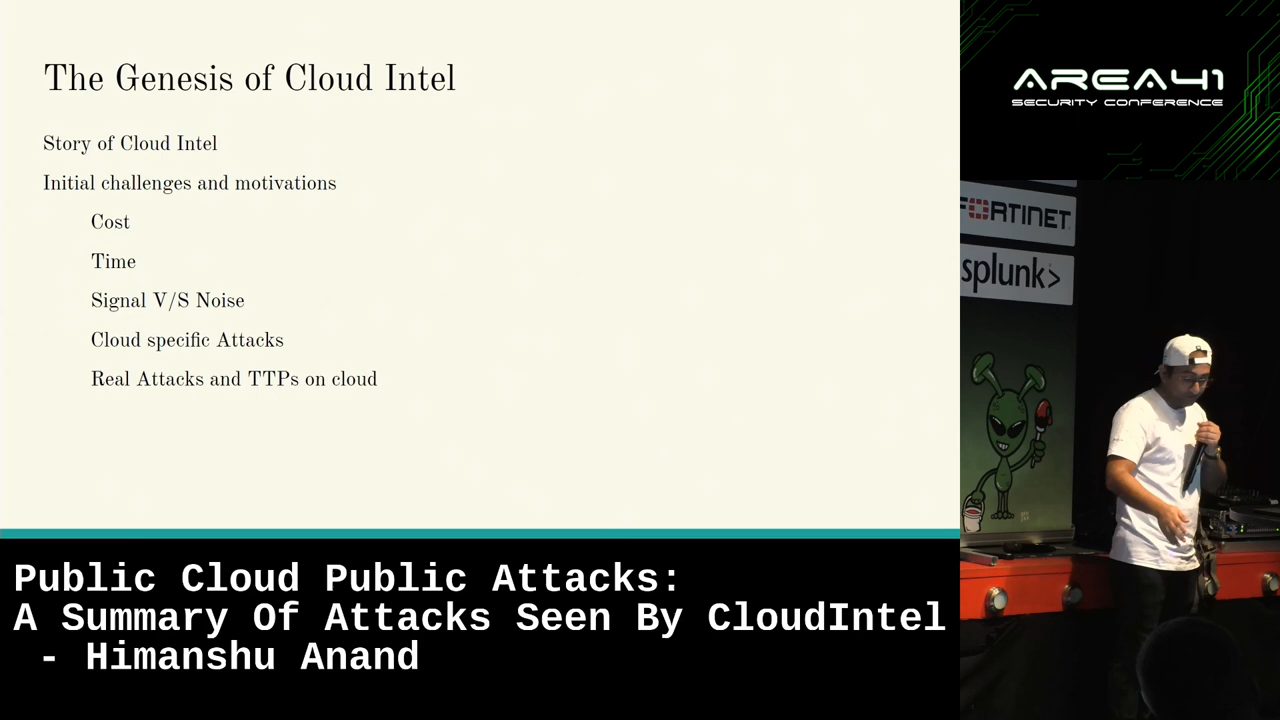 The Genesis of Cloud Intel
Story of Cloud Intel
Initial challenges and motivations
Cost
Time
Signal V/S Noise
Cloud specific Attacks
Real Attacks and TTPs on cloud
AREA41
SECURITY CONFERENCE
FORTINET
splunk>
Public Cloud Public Attacks:
A Summary Of Attacks Seen By CloudIntel
- Himanshu Anand